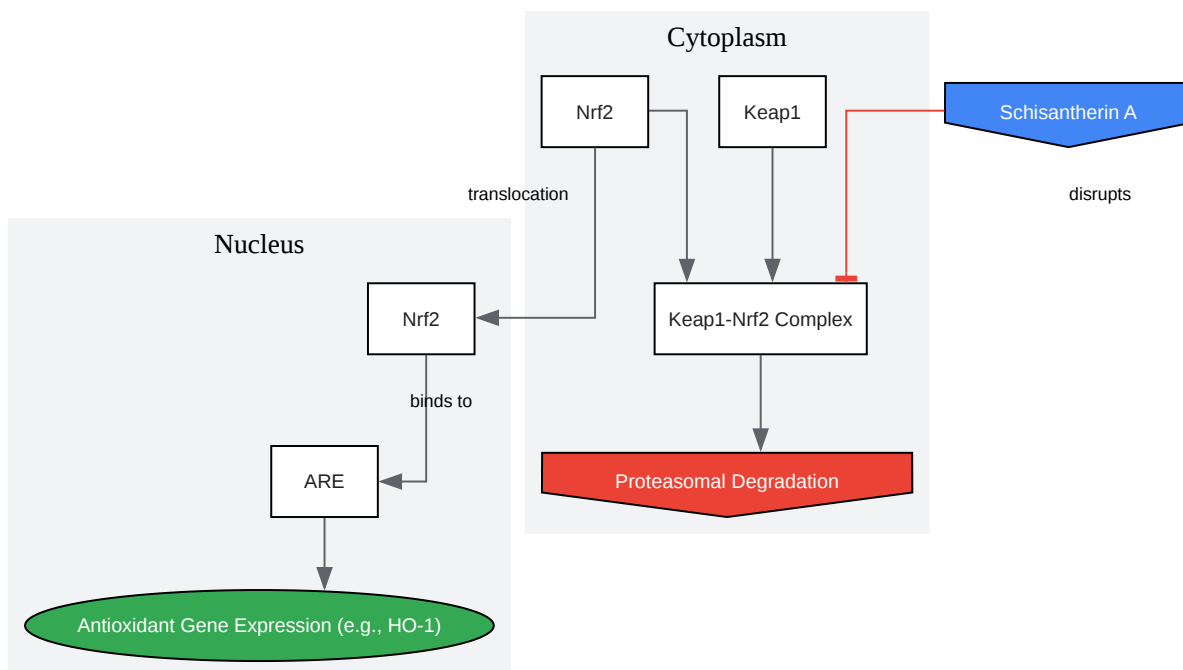 Cytoplasm
Nrf2
Keap1
Schisantherin A
translocation
disrupts
Nucleus
Nrf2
Keap1-Nrf2 Complex
binds to
ARE
Proteasomal Degradation
Antioxidant Gene Expression (e.g., HO-1)